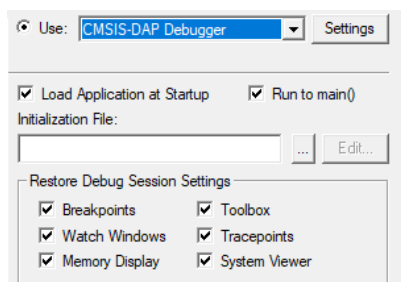 Use: CMSIS-DAP Debugger Settings
Load Application at Startup Run to main()
Initialization File:
... Edit...
Restore Debug Session Settings
Breakpoints Toolbox
Watch Windows Tracepoints
Memory Display System Viewer